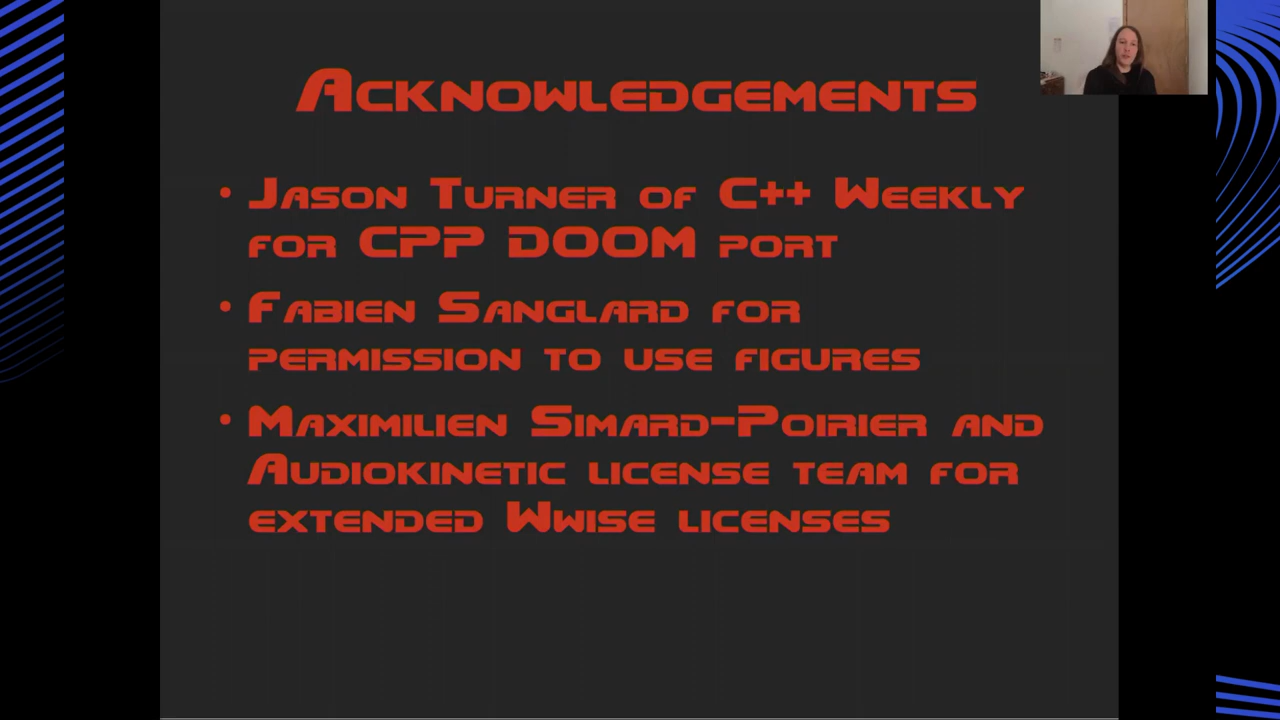 Acknowledgements
• Jason Turner of C++ Weekly
for CPP DOOM port
• Fabien Sanglard for
permission to use figures
• Maximilien Simard-Poirier and
Audiokinetic license team for
extended Wwise licenses